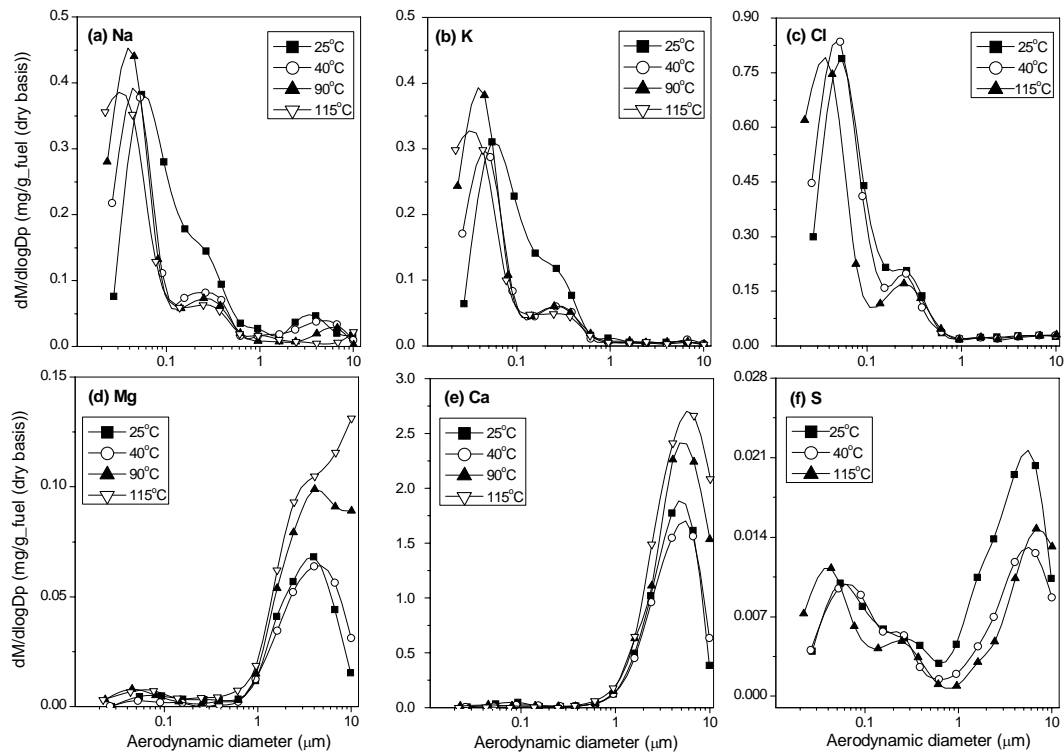 (a) Na
25°C
40°C
90°C
115°C
0.5
0.4
0.3
0.2
0.1
0.0
0.1
1
10
(b) K
25°C
40°C
90°C
115°C
0.5
0.4
0.3
0.2
0.1
0.0
0.1
1
10
(c) Cl
25°C
40°C
115°C
0.90
0.75
0.60
0.45
0.30
0.15
0.00
0.1
1
10
dM/dlogDp (mg/g_fuel (dry basis))
(d) Mg
25°C
40°C
90°C
115°C
0.15
0.10
0.05
0.00
0.1
1
10
Aerodynamic diameter (μm)
(e) Ca
25°C
40°C
90°C
115°C
3.0
2.5
2.0
1.5
1.0
0.5
0.0
0.1
1
10
Aerodynamic diameter (μm)
(f) S
25°C
40°C
115°C
0.028
0.021
0.014
0.007
0.000
0.1
1
10
Aerodynamic diameter (μm)
dM/dlogDp (mg/g_fuel (dry basis))